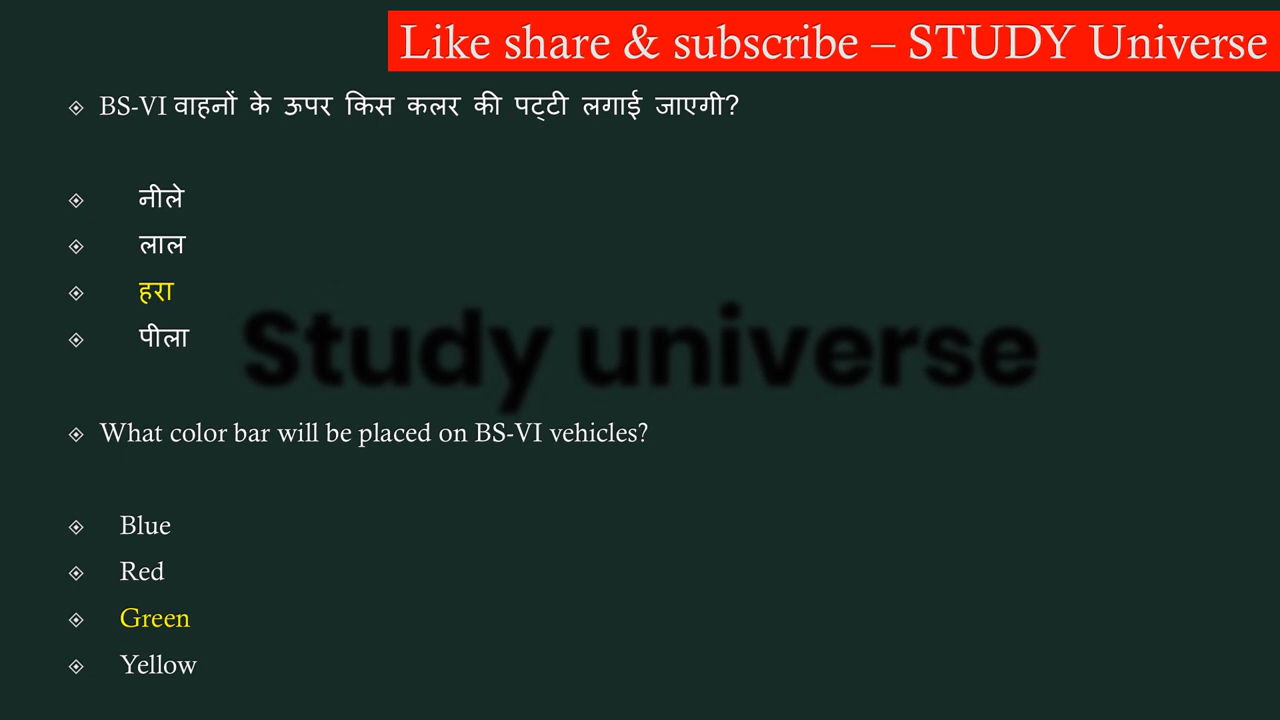 Like share & subscribe – STUDY Universe
BS-VI वाहनों के ऊपर किस कलर की पट्टी लगाई जाएगी?
नीले
लाल
हरा
पीला
Study universe
What color bar will be placed on BS-VI vehicles?
Blue
Red
Green
Yellow